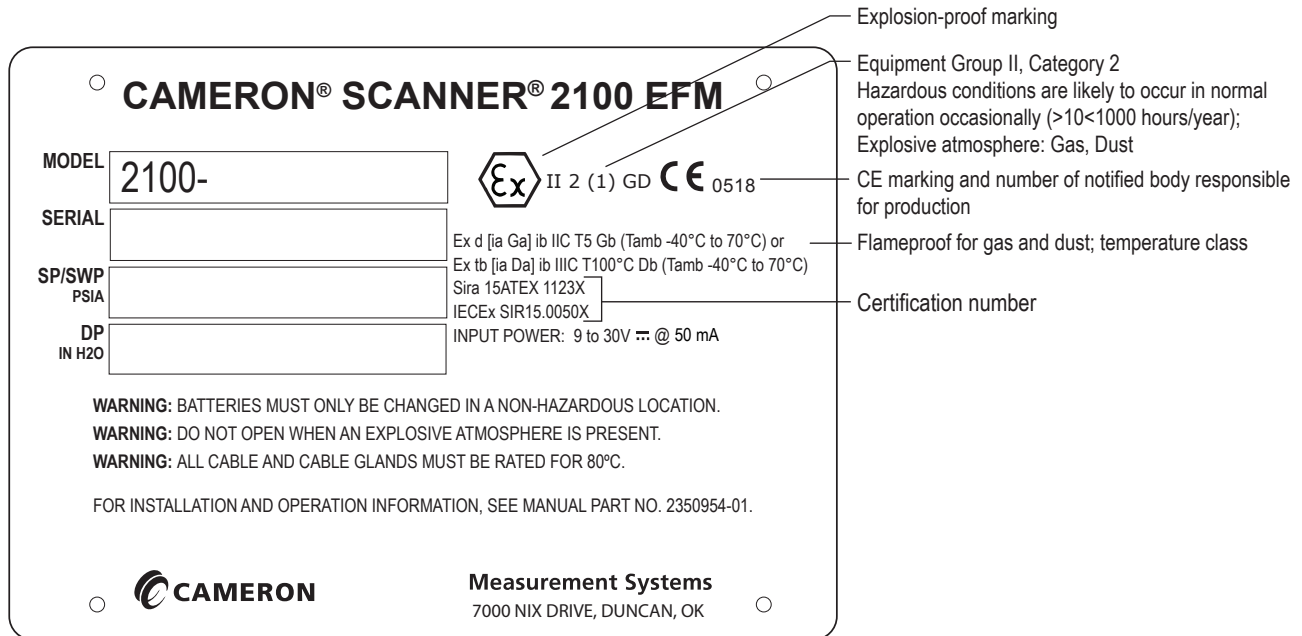 Explosion-proof marking
Equipment Group II, Category 2
Hazardous conditions are likely to occur in normal
operation occasionally (>10<1000 hours/year);
Explosive atmosphere: Gas, Dust
CE marking and number of notified body responsible
for production
Flameproof for gas and dust; temperature class
Certification number
CAMERON® SCANNER® 2100 EFM
MODEL 2100-
SERIAL
SP/SWP
PSIA
DP
IN H2O
Ex II 2 (1) GD CE 0518
Ex d [ia Ga] ib IIC T5 Gb (Tamb -40°C to 70°C) or
Ex tb [ia Da] ib IIIC T100°C Db (Tamb -40°C to 70°C)
Sira 15ATEX 1123X
IECEx SIR15.0050X
INPUT POWER: 9 to 30V ⎓ @ 50 mA
WARNING: BATTERIES MUST ONLY BE CHANGED IN A NON-HAZARDOUS LOCATION.
WARNING: DO NOT OPEN WHEN AN EXPLOSIVE ATMOSPHERE IS PRESENT.
WARNING: ALL CABLE AND CABLE GLANDS MUST BE RATED FOR 80ºC.
FOR INSTALLATION AND OPERATION INFORMATION, SEE MANUAL PART NO. 2350954-01.
CAMERON
Measurement Systems
7000 NIX DRIVE, DUNCAN, OK